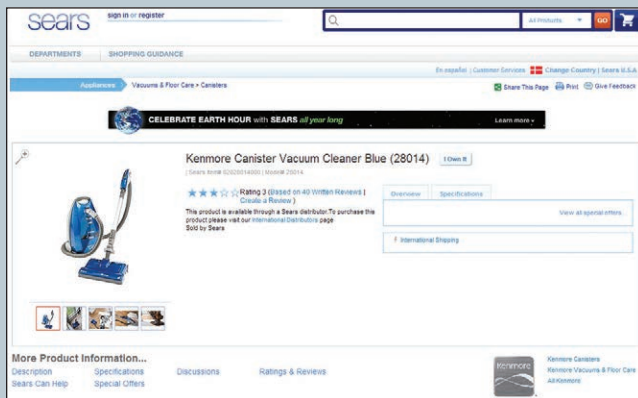 sears
sign in or register
All Products
GO
DEPARTMENTS SHOPPING GUIDANCE
En español | Customer Services Change Country | Sears U.S.A
Appliances Vacuums & Floor Care > Canisters
Share This Page Print Give Feedback
CELEBRATE EARTH HOUR with SEARS all year long Learn more
Kenmore Canister Vacuum Cleaner Blue (28014) I Own It
| Sears Item# 02028014000 | Model# 28014
Rating 3 (Based on 40 Written Reviews |
Create a Review )
Overview Specifications
This product is available through a Sears distributor. To purchase this
product please visit our International Distributors page
Sold by Sears
View all special offers...
International Shipping
More Product Information...
Description Specifications Discussions Ratings & Reviews
Sears Can Help Special Offers
Kenmore
Kenmore Canisters
Kenmore Vacuums & Floor Care
All Kenmore